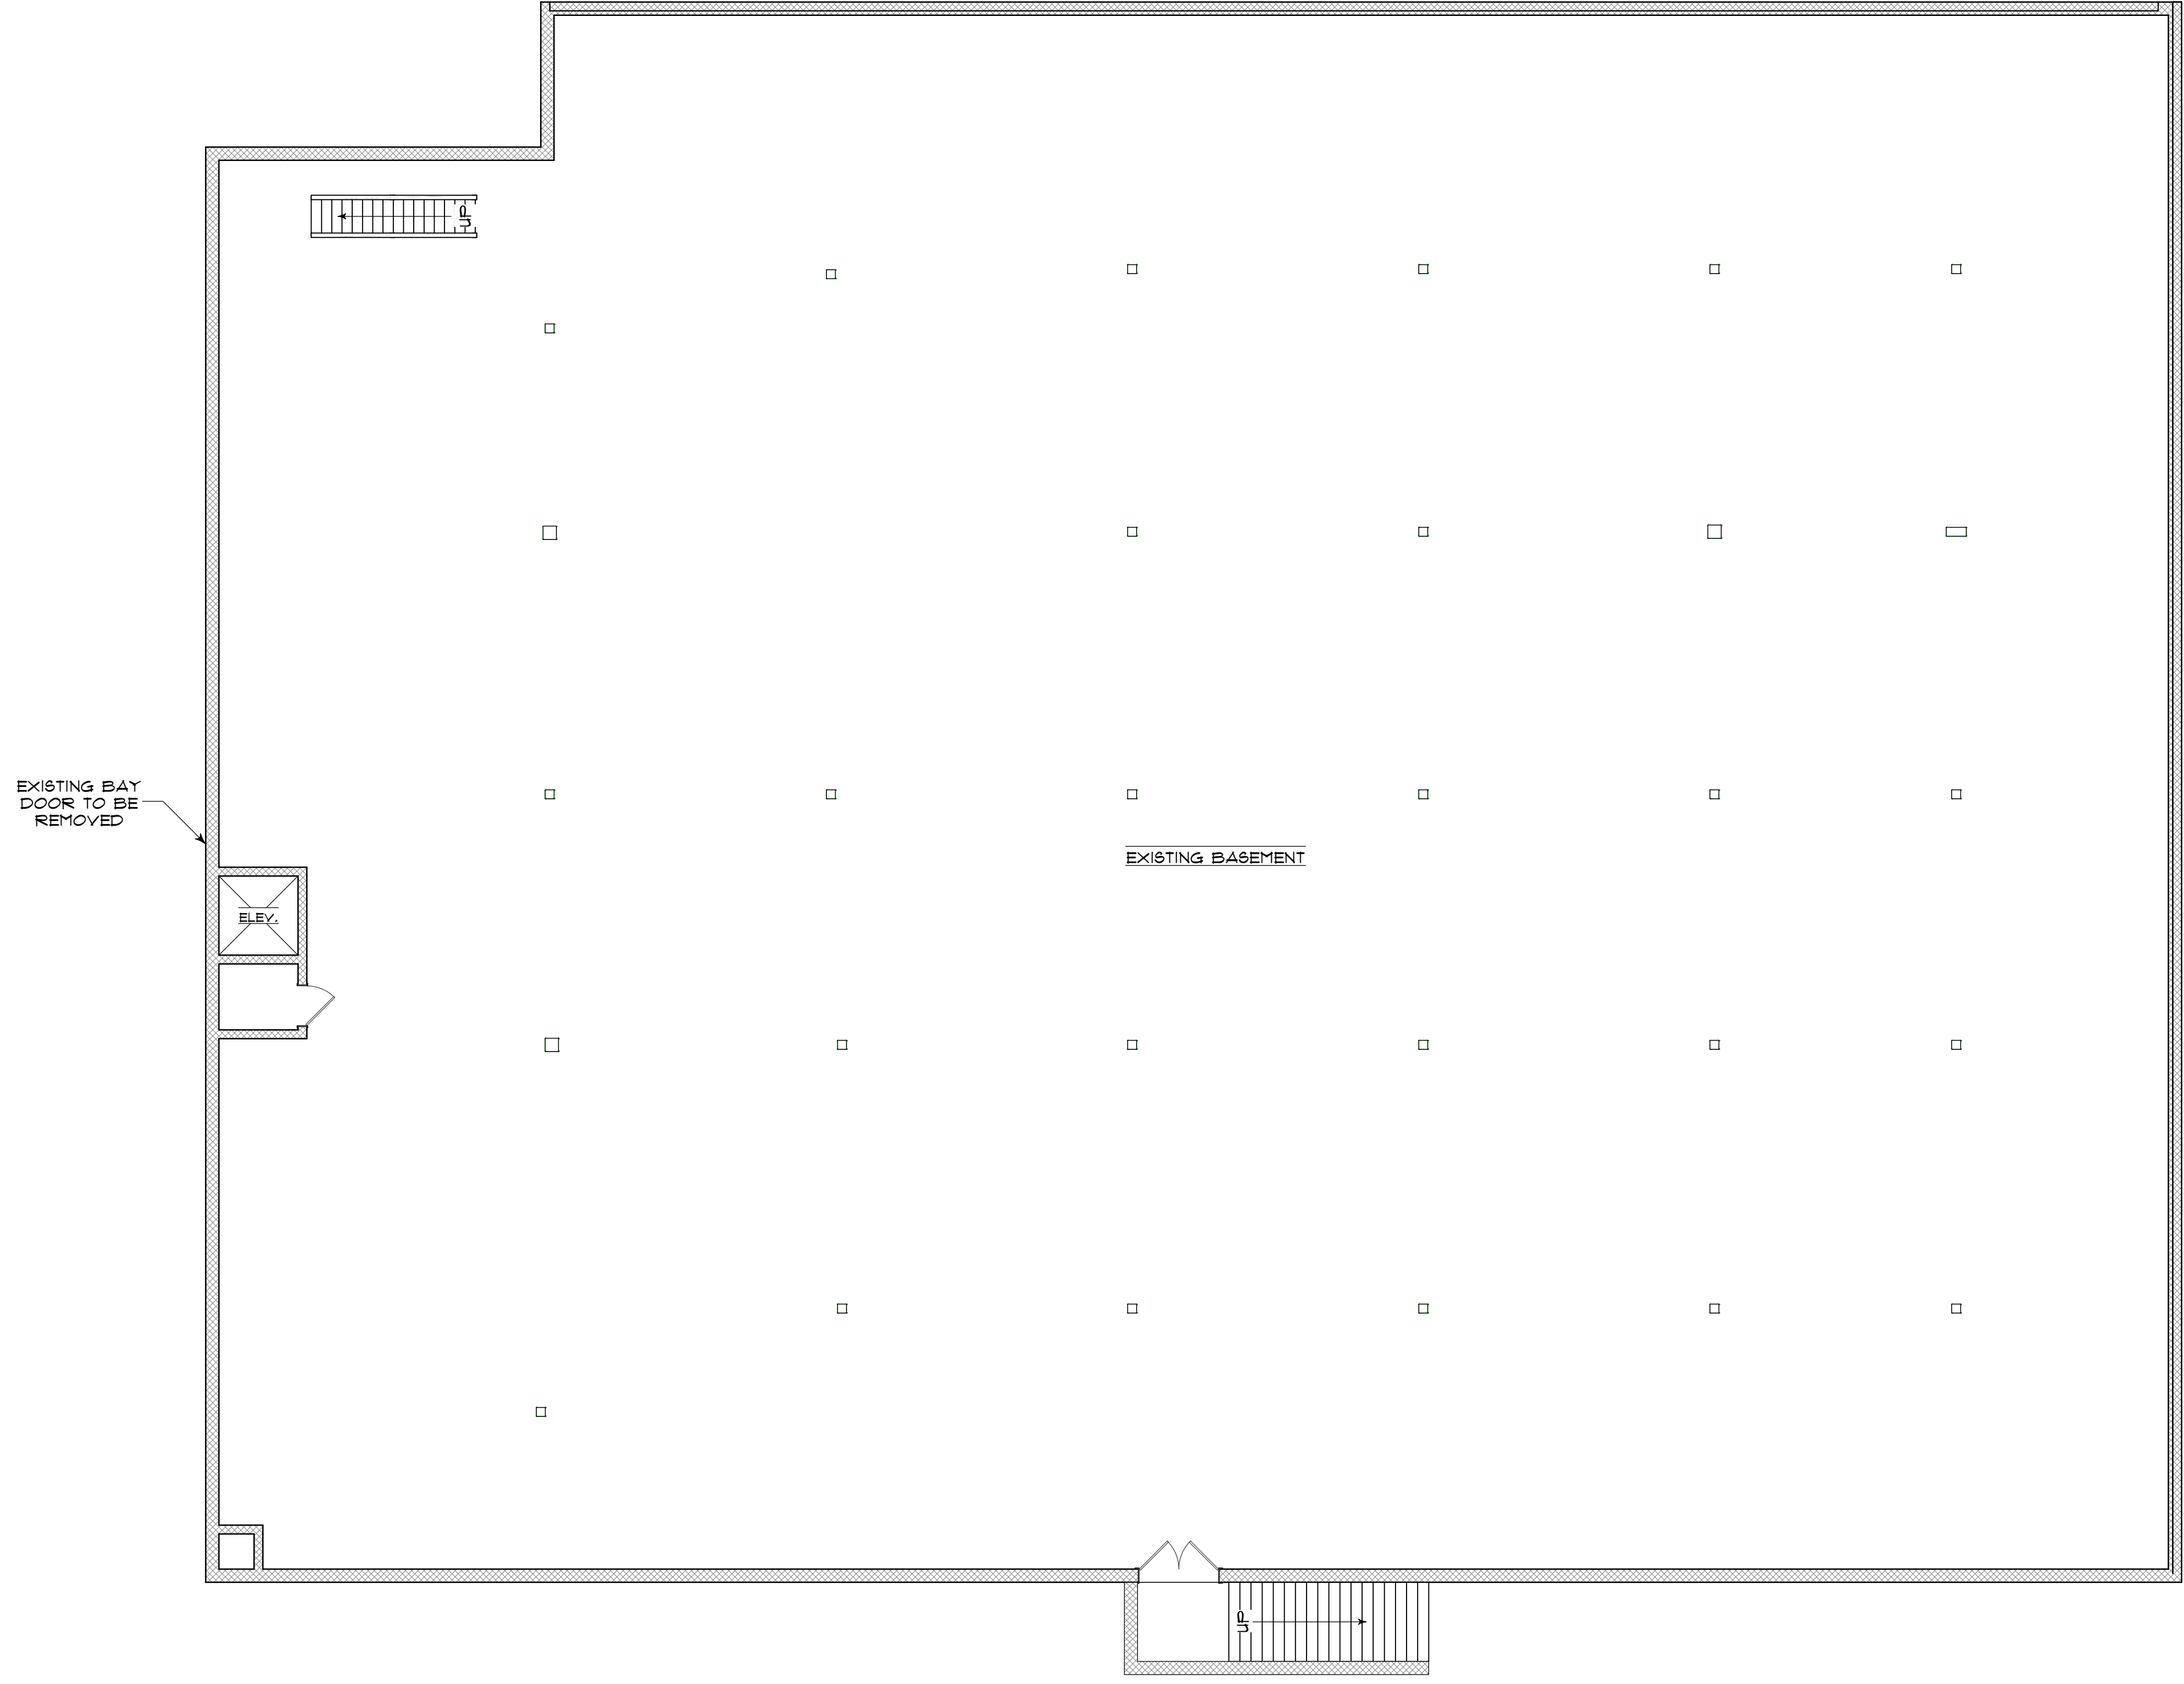 UP
EXISTING BAY
DOOR TO BE
REMOVED
EXISTING BASEMENT
ELEV.
UP